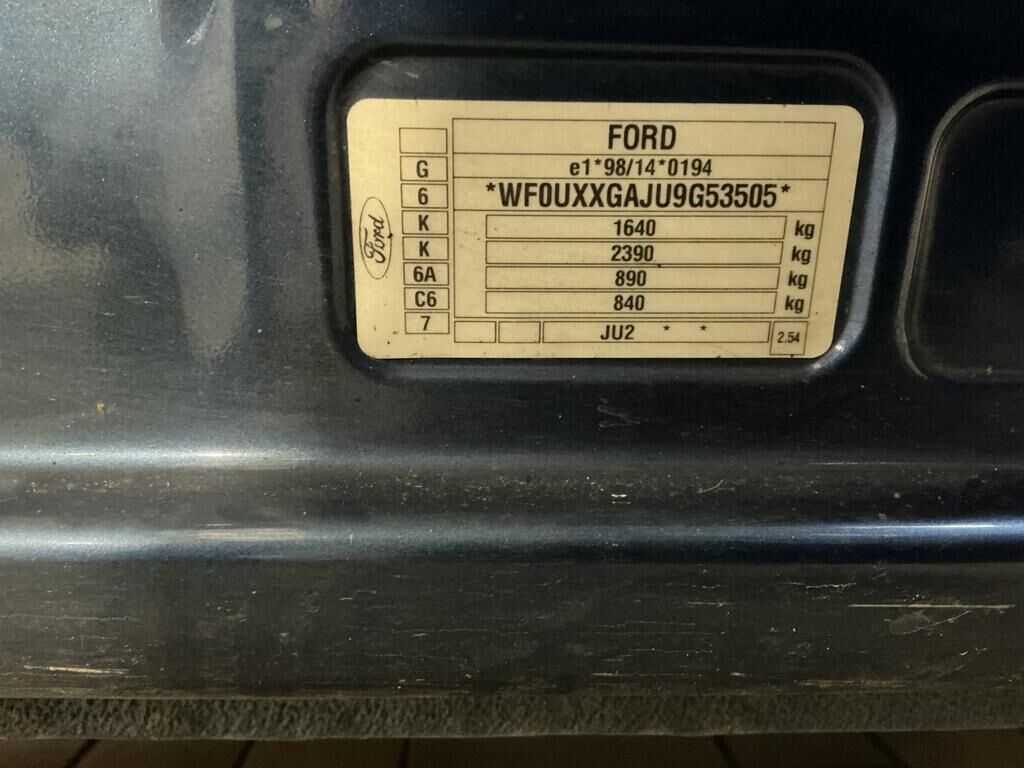 FORD
e1*98/14*0194
G
*WF0UXXGAJU9G53505*
6
K 1640 kg
K 2390 kg
6A 890 kg
C6 840 kg
7 JU2 * * 2.54
Ford